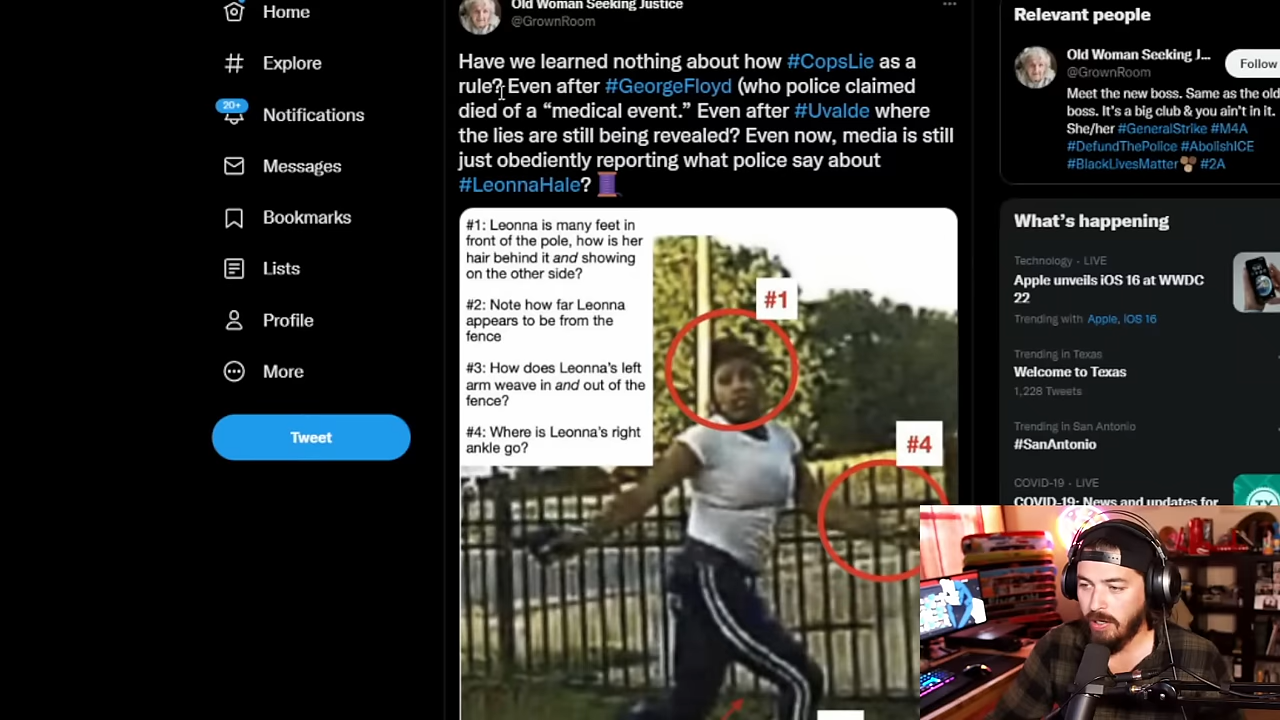 Home
Explore
20+
Notifications
Messages
Bookmarks
Lists
Profile
More
Tweet
Old Woman Seeking Justice
@GrownRoom
Have we learned nothing about how #CopsLie as a
rule? Even after #GeorgeFloyd (who police claimed
died of a “medical event.” Even after #Uvalde where
the lies are still being revealed? Even now, media is still
just obediently reporting what police say about
#LeonnaHale?
#1: Leonna is many feet in
front of the pole, how is her
hair behind it and showing
on the other side?
#2: Note how far Leonna
appears to be from the
fence
#3: How does Leonna's left
arm weave in and out of the
fence?
#4: Where is Leonna's right
ankle go?
#1
#4
Relevant people
Old Woman Seeking J...
@GrownRoom
Follow
Meet the new boss. Same as the old
boss. It's a big club & you ain't in it.
She/her #GeneralStrike #M4A
#DefundThePolice #AbolishICE
#BlackLivesMatter #2A
What's happening
Technology · LIVE
Apple unveils iOS 16 at WWDC
22
Trending with Apple, iOS 16
Trending in Texas
Welcome to Texas
1,228 Tweets
Trending in San Antonio
#SanAntonio
COVID-19 · LIVE
COVID-19: News and updates for